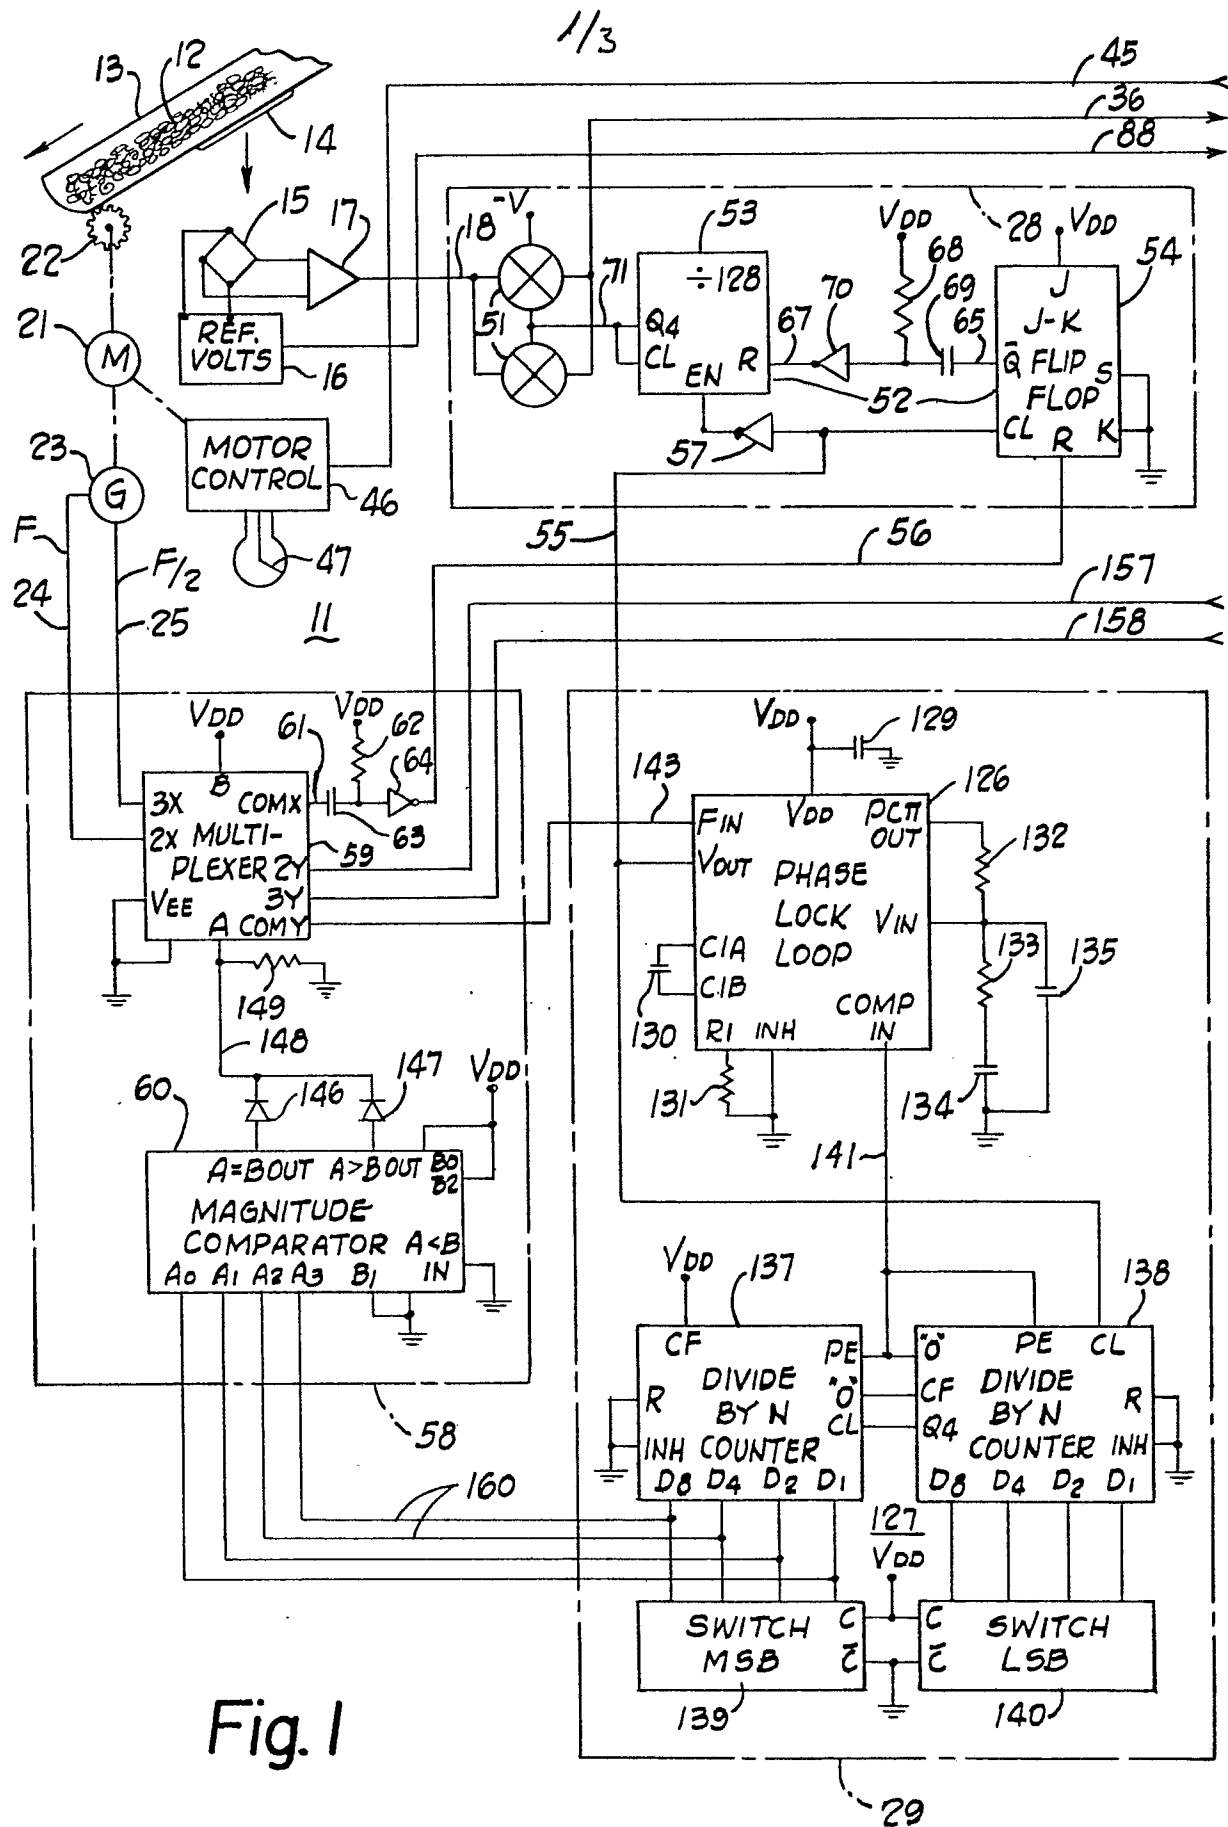 1/3
13
12
14
45
36
88
22
15
17
18
-V
51
51
71
53
÷128
Q4
CL
EN
R
67
70
VDD
68
69
65
28
VDD
54
J
J-K
Q̅ FLIP S
FLOP
CL R K
52
57
21
M
REF.
VOLTS
16
23
G
MOTOR
CONTROL
46
47
F
F/2
24
25
11
55
56
157
158
VDD
VDD
61
62
64
63
B
3X COMX
2X MULTI-
PLEXER 2Y
59
VEE 3Y
A COMY
149
148
60
146
147
VDD
A=BOUT A>BOUT B0
B2
MAGNITUDE
COMPARATOR A<B
IN
A0 A1 A2 A3 B1
58
160
VDD
129
143
126
FIN VDD PCπ
OUT
VOUT PHASE
LOCK VIN
LOOP
C1A
C1B
COMP
IN
R1 INH
130
131
132
133
135
134
141
VDD
137
138
CF PE
R DIVIDE "O"
BY N CL
INH COUNTER
D8 D4 D2 D1
"O" PE CL
CF DIVIDE R
Q4 BY N
COUNTER INH
D8 D4 D2 D1
127
VDD
SWITCH C
MSB C̅
139
C SWITCH
C̅ LSB
140
Fig. 1
29